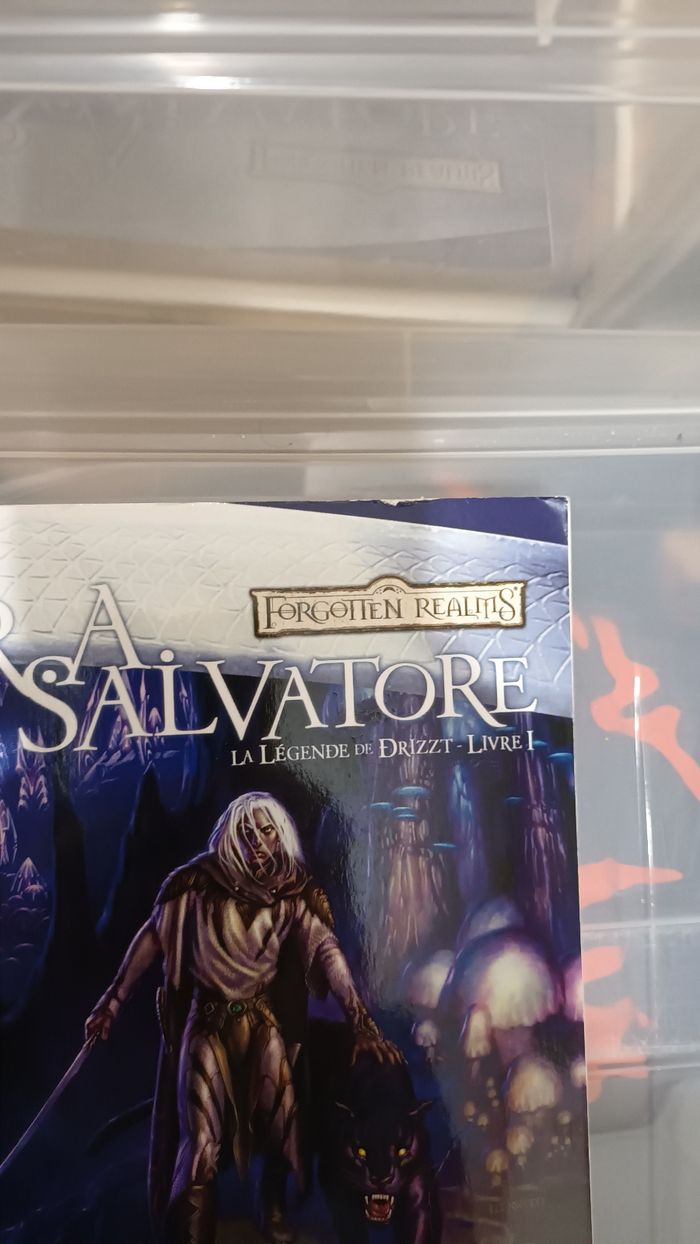 FORGOTTEN REALMS
R A
SALVATORE
LA LÉGENDE DE DRIZZT - LIVRE I